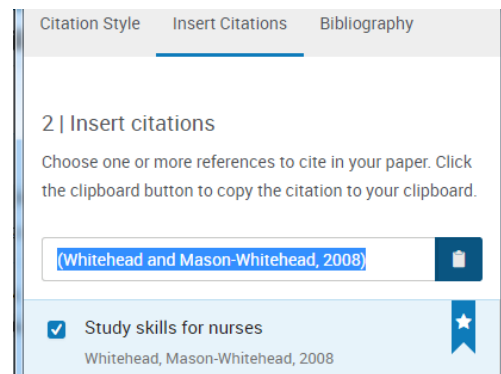 Citation Style Insert Citations Bibliography
2 | Insert citations
Choose one or more references to cite in your paper. Click
the clipboard button to copy the citation to your clipboard.
(Whitehead and Mason-Whitehead, 2008)
Study skills for nurses
Whitehead, Mason-Whitehead, 2008